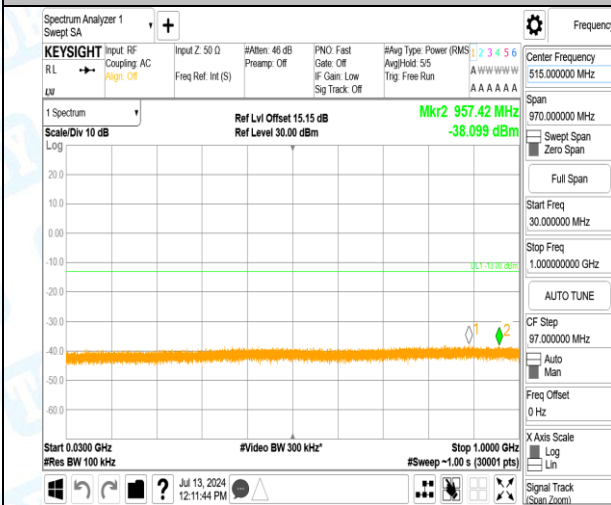 Spectrum Analyzer 1
Swept SA
+
Frequency
KEYSIGHT
Input: RF
Coupling: AC
Align: Off
Input Z: 50 Ω
Freq Ref: Int (S)
#Atten: 46 dB
Preamp: Off
PNO: Fast
Gate: Off
IF Gain: Low
Sig Track: Off
#Avg Type: Power (RMS
Avg|Hold: 5/5
Trig: Free Run
1 2 3 4 5 6
A W W W W W
A A A A A A
RL
LXI
1 Spectrum
Scale/Div 10 dB
Log
Ref Lvl Offset 15.15 dB
Ref Level 30.00 dBm
Mkr2 957.42 MHz
-38.099 dBm
20.0
10.0
0.00
-10.0
DL1 -13.00 dBm
-20.0
-30.0
1
2
-40.0
-50.0
-60.0
Start 0.0300 GHz
#Video BW 300 kHz*
Stop 1.0000 GHz
#Res BW 100 kHz
#Sweep ~1.00 s (30001 pts)
?
Jul 13, 2024
12:11:44 PM
Center Frequency
515.000000 MHz
Span
970.000000 MHz
Swept Span
Zero Span
Full Span
Start Freq
30.000000 MHz
Stop Freq
1.000000000 GHz
AUTO TUNE
CF Step
97.000000 MHz
Auto
Man
Freq Offset
0 Hz
X Axis Scale
Log
Lin
Signal Track
(Span Zoom)